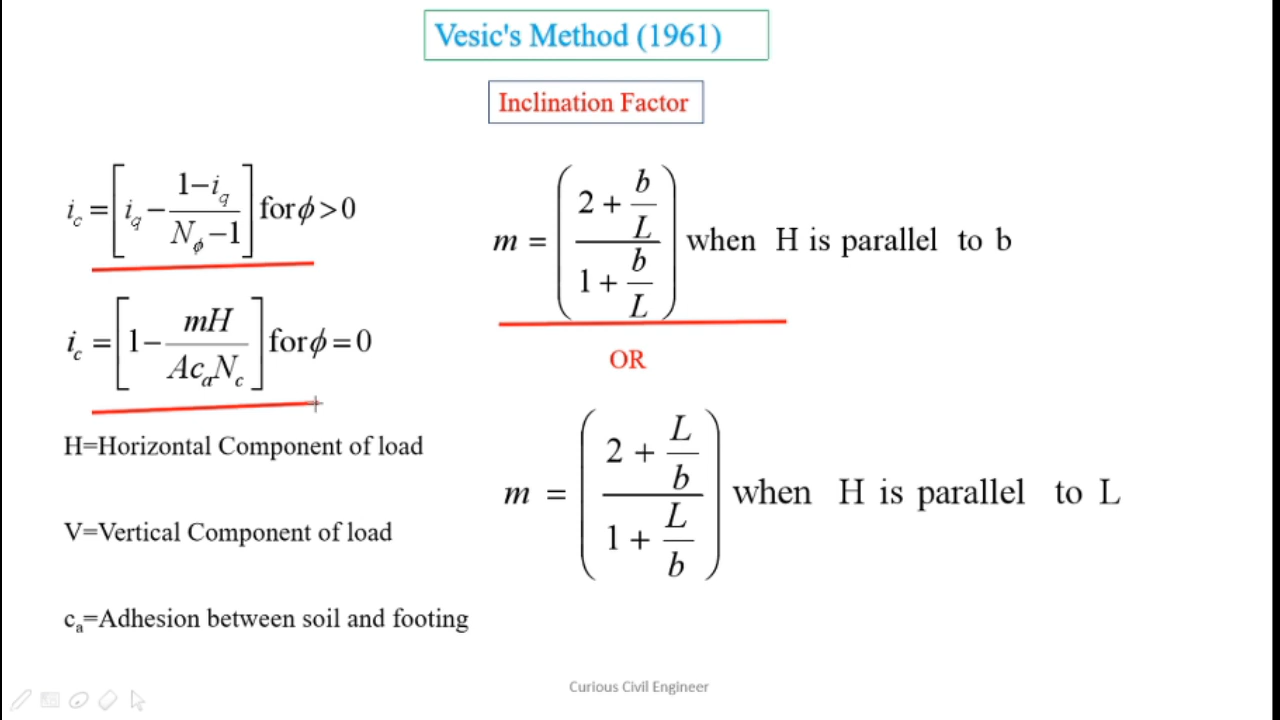 Vesic's Method (1961)
Inclination Factor
i_c = [i_q − (1−i_q)/(N_ϕ−1)] for ϕ>0
m = ((2 + b/L)/(1 + b/L)) when H is parallel to b
i_c = [1− mH/(Ac_aN_c)] for ϕ=0
OR
H=Horizontal Component of load
m = ((2 + L/b)/(1 + L/b)) when H is parallel to L
V=Vertical Component of load
c_a=Adhesion between soil and footing
Curious Civil Engineer